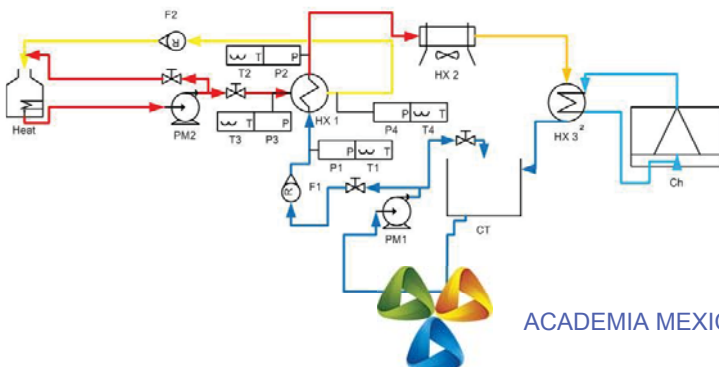 F2
R
T P
T2 P2
HX 2
Heat
PM2
T P
T3 P3
HX 1
P T
P4 T4
HX 3
2
Ch
P T
P1 T1
R
F1
PM1
CT
ACADEMIA MEXIC